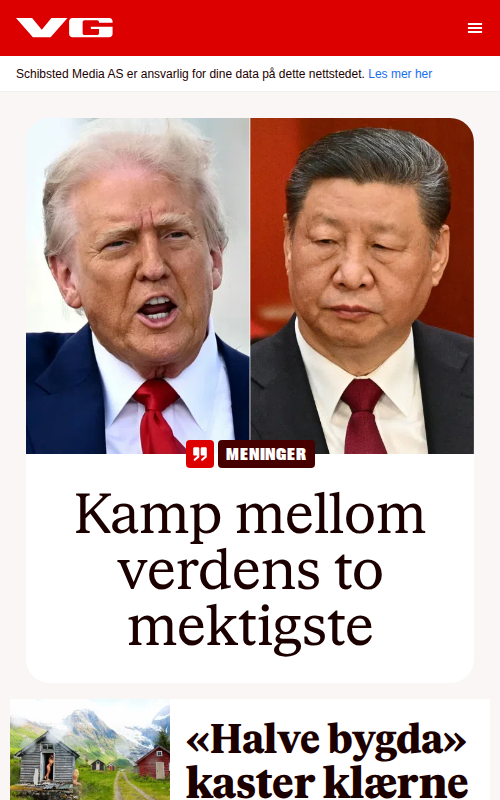 VG
Schibsted Media AS er ansvarlig for dine data på dette nettstedet. Les mer her
MENINGER
Kamp mellom
verdens to
mektigste
«Halve bygda»
kaster klærne